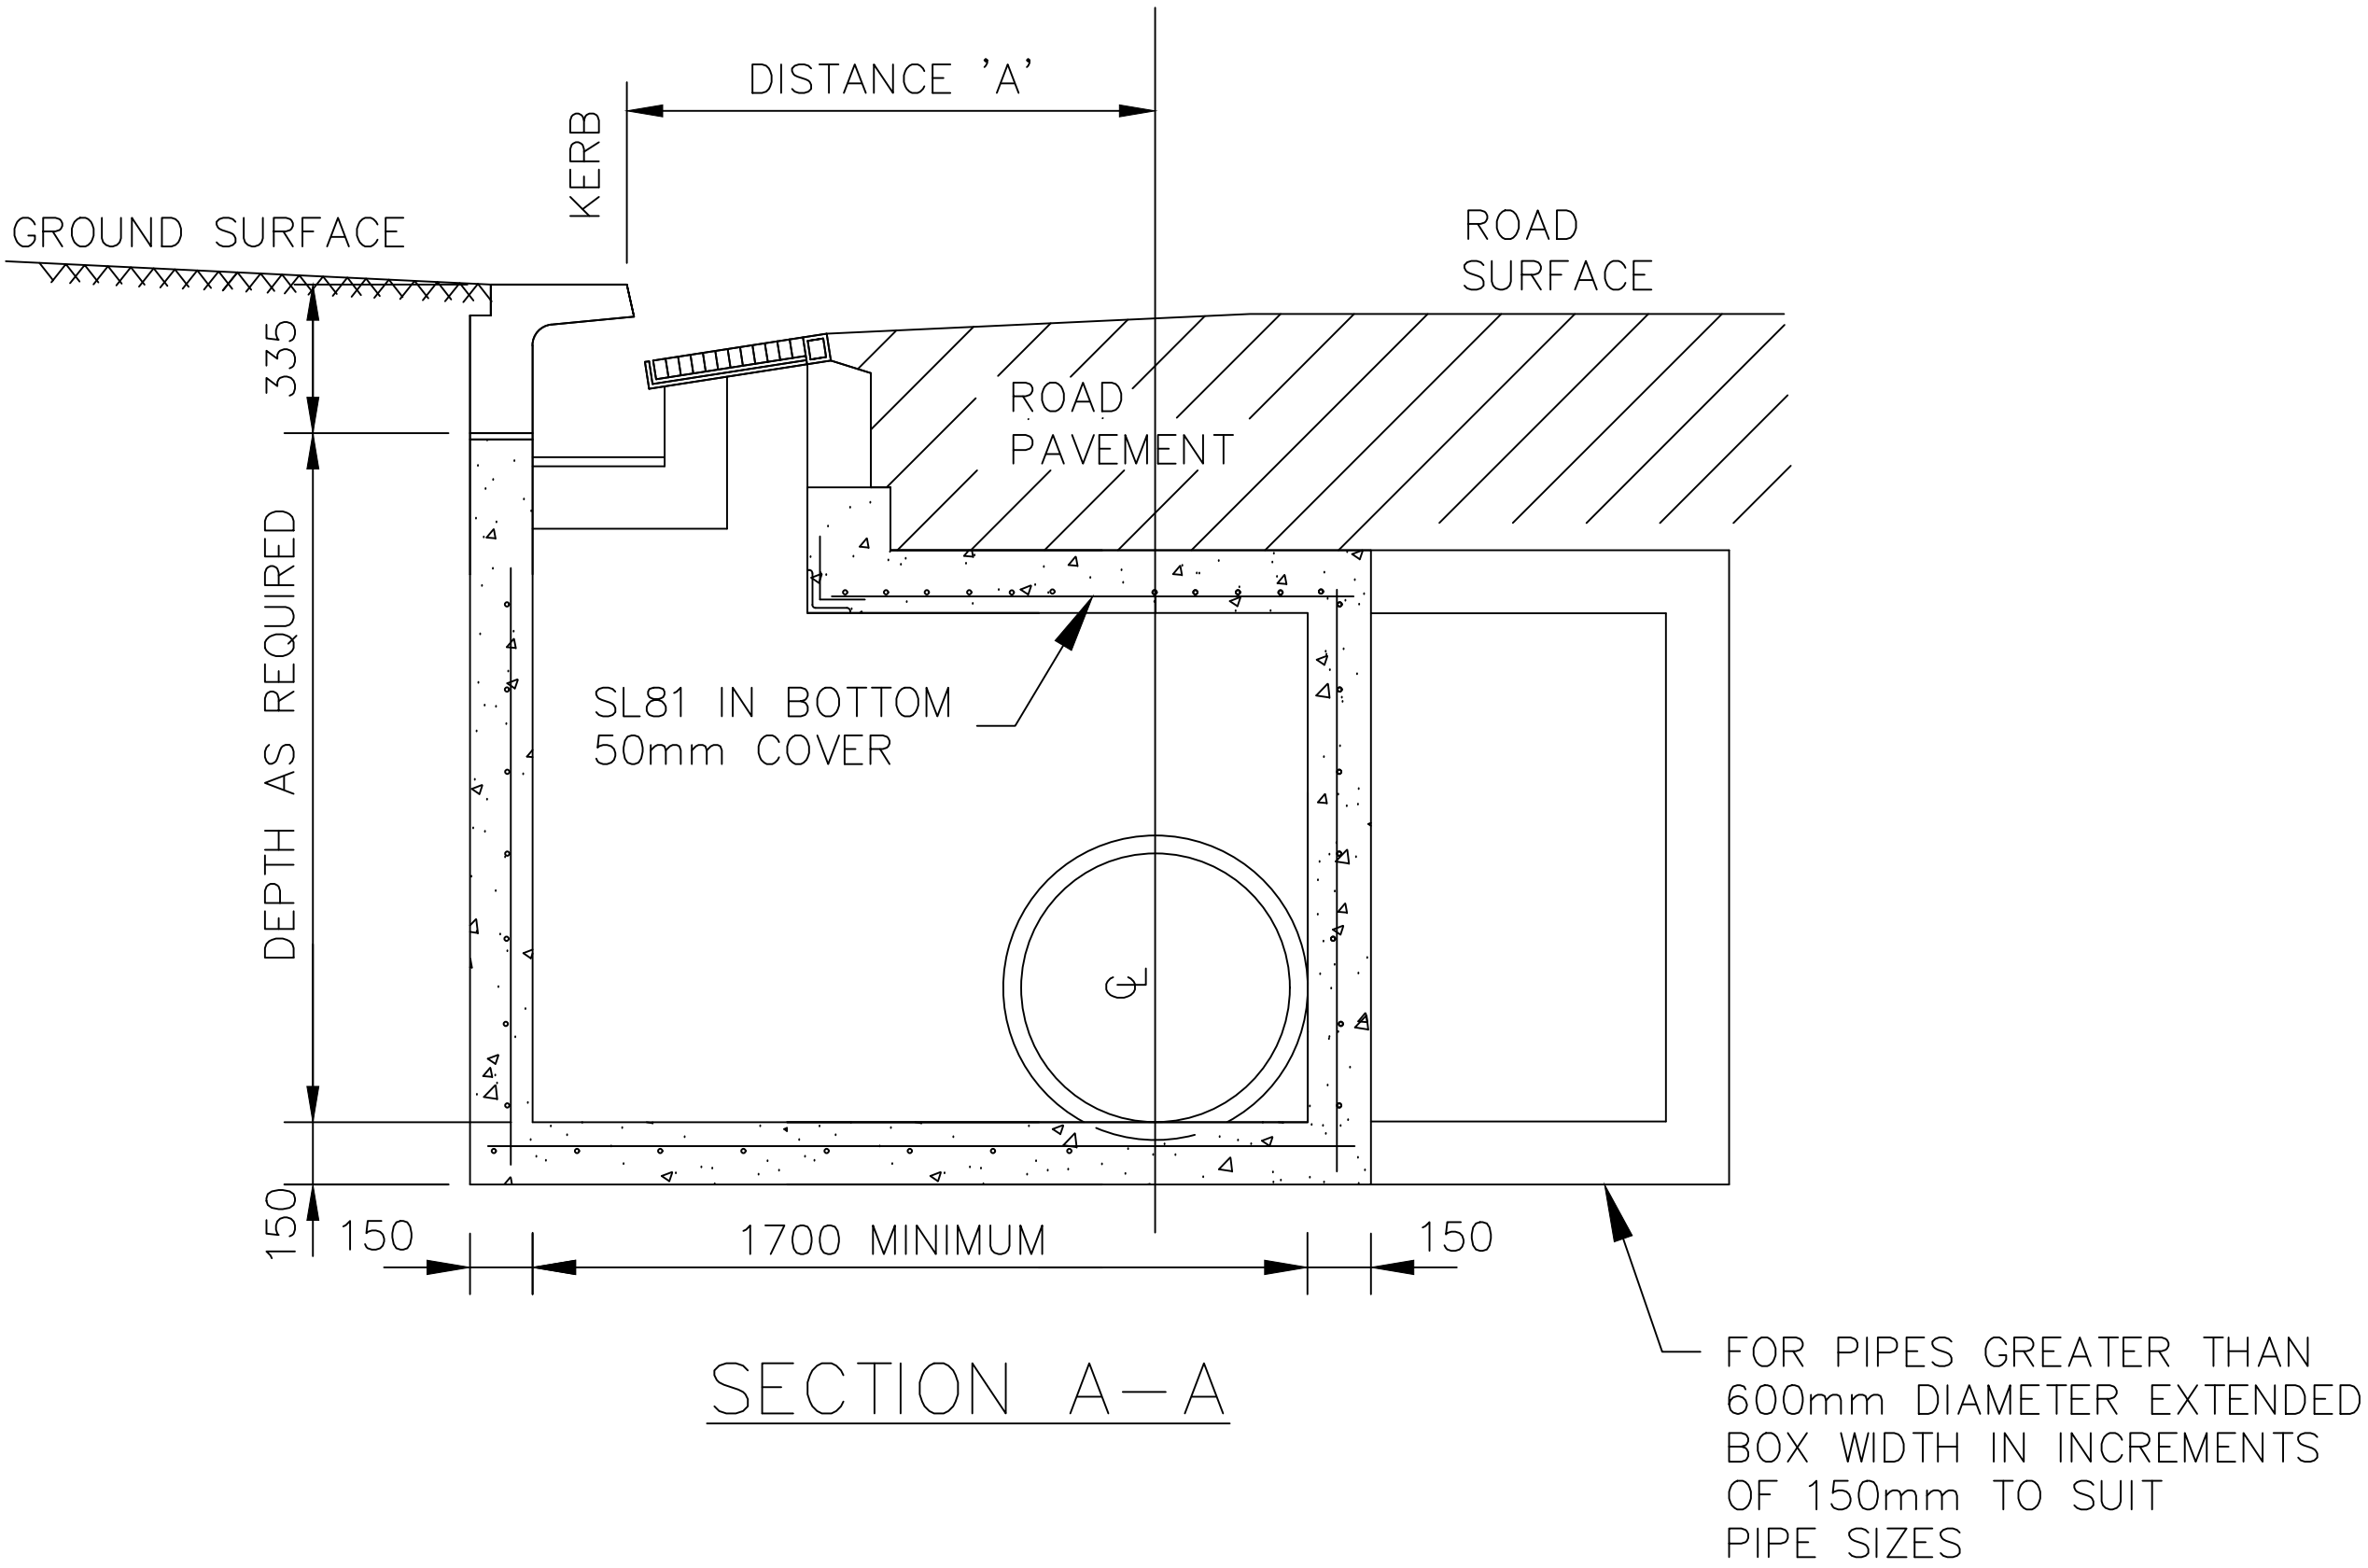 DISTANCE 'A'
KERB
GROUND SURFACE
ROAD
SURFACE
335
ROAD
PAVEMENT
DEPTH AS REQUIRED
SL81 IN BOTTOM
50mm COVER
℄
150
150
1700 MINIMUM
150
SECTION A-A
FOR PIPES GREATER THAN
600mm DIAMETER EXTENDED
BOX WIDTH IN INCREMENTS
OF 150mm TO SUIT
PIPE SIZES